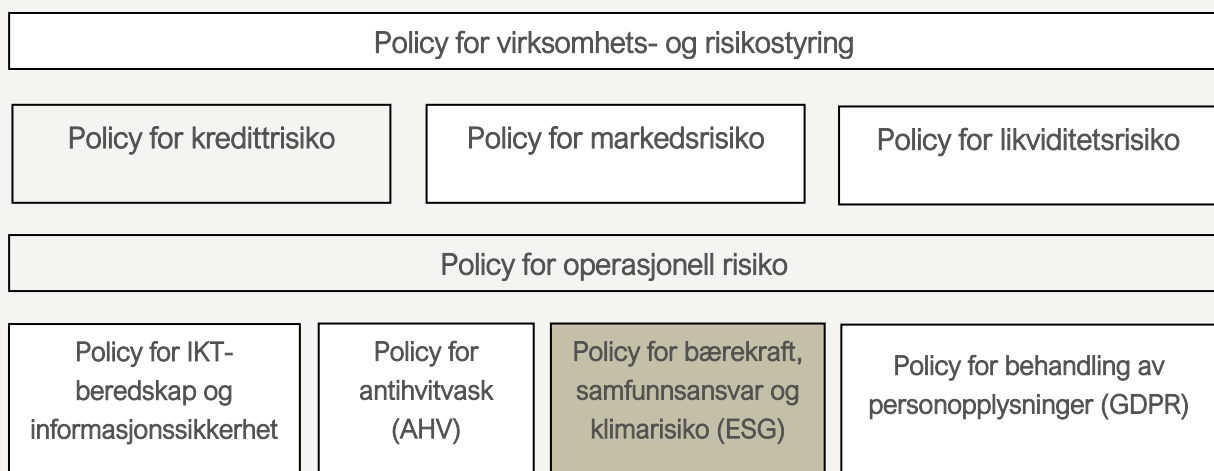 Policy for virksomhets- og risikostyring
Policy for kredittrisiko
Policy for markedsrisiko
Policy for likviditetsrisiko
Policy for operasjonell risiko
Policy for IKT-
beredskap og
informasjonssikkerhet
Policy for
antihvitvask
(AHV)
Policy for bærekraft,
samfunnsansvar og
klimarisiko (ESG)
Policy for behandling av
personopplysninger (GDPR)